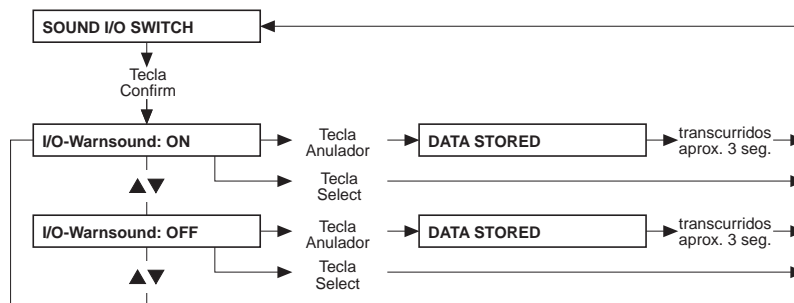 SOUND I/O SWITCH
Tecla
Confirm
I/O-Warnsound: ON
Tecla
Anulador
DATA STORED
transcurridos
aprox. 3 seg.
▲▼
Tecla
Select
I/O-Warnsound: OFF
Tecla
Anulador
DATA STORED
transcurridos
aprox. 3 seg.
▲▼
Tecla
Select